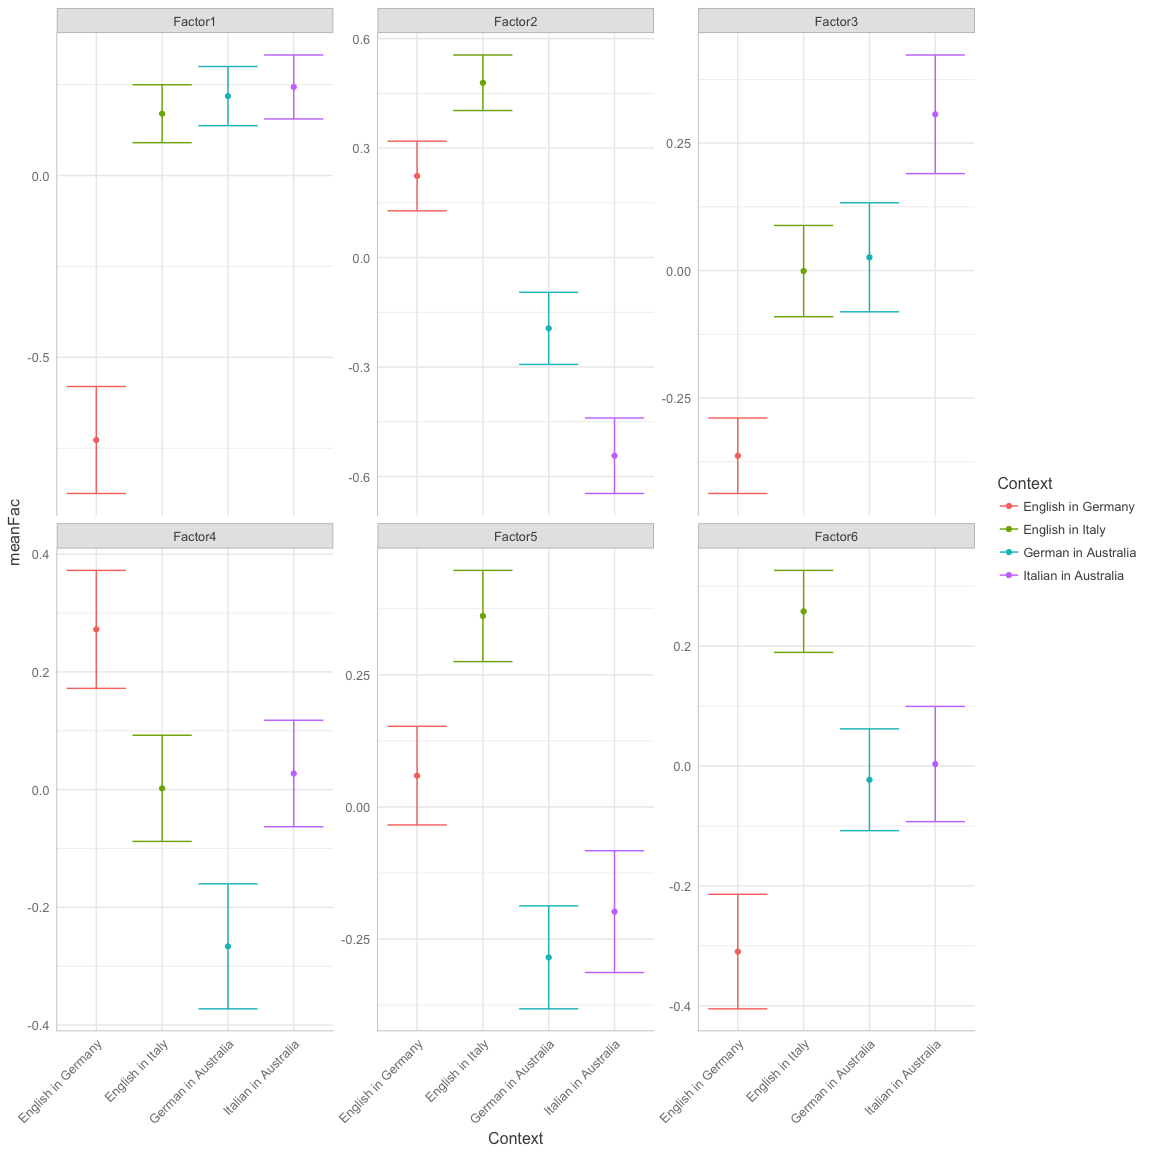 Factor1 Factor2 Factor3
0.0
-0.5
0.6
0.3
0.0
-0.3
-0.6
0.25
0.00
-0.25
meanFac
Factor4 Factor5 Factor6
0.4
0.2
0.0
-0.2
-0.4
0.25
0.00
-0.25
0.2
0.0
-0.2
-0.4
English in Germany
English in Italy
German in Australia
Italian in Australia
English in Germany
English in Italy
German in Australia
Italian in Australia
English in Germany
English in Italy
German in Australia
Italian in Australia
Context
Context
English in Germany
English in Italy
German in Australia
Italian in Australia